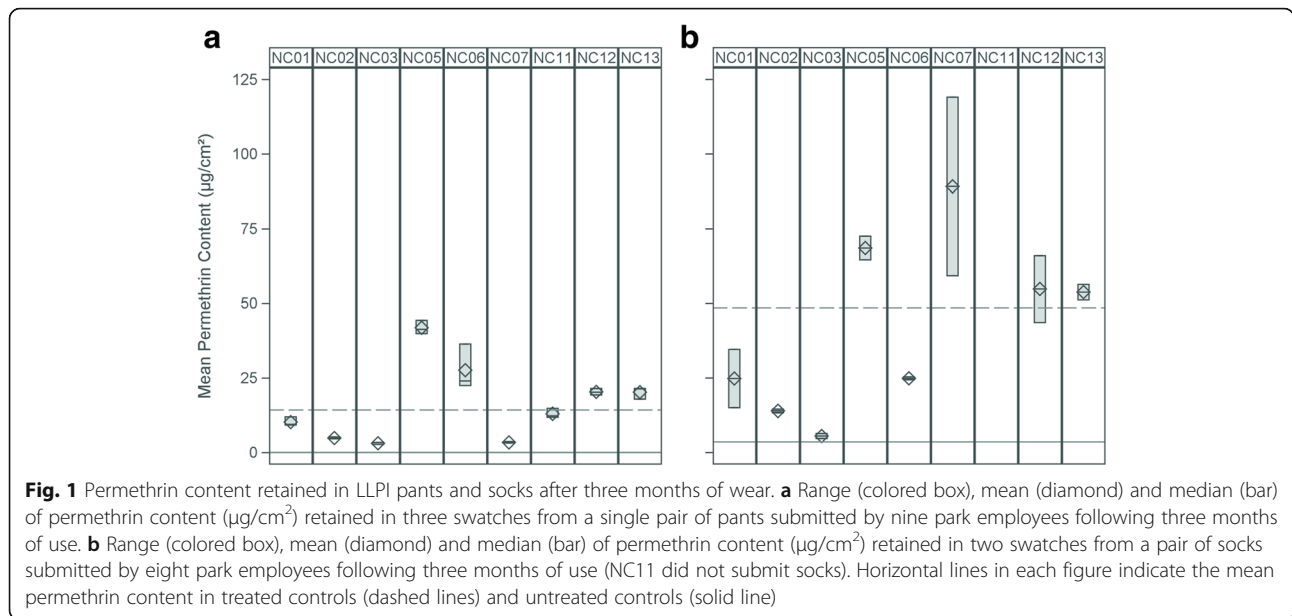 a
b
NC01 NC02 NC03 NC05 NC06 NC07 NC11 NC12 NC13
NC01 NC02 NC03 NC05 NC06 NC07 NC11 NC12 NC13
Mean Permethrin Content (µg/cm²)
125
100
75
50
25
0
Fig. 1 Permethrin content retained in LLPI pants and socks after three months of wear. a Range (colored box), mean (diamond) and median (bar)
of permethrin content (µg/cm²) retained in three swatches from a single pair of pants submitted by nine park employees following three months
of use. b Range (colored box), mean (diamond) and median (bar) of permethrin content (µg/cm²) retained in two swatches from a pair of socks
submitted by eight park employees following three months of use (NC11 did not submit socks). Horizontal lines in each figure indicate the mean
permethrin content in treated controls (dashed lines) and untreated controls (solid line)